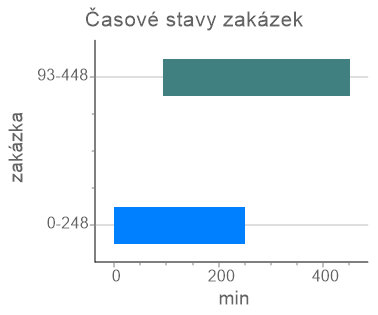 Časové stavy zakázek
93-448
zakázka
0-248
0 200 400
min